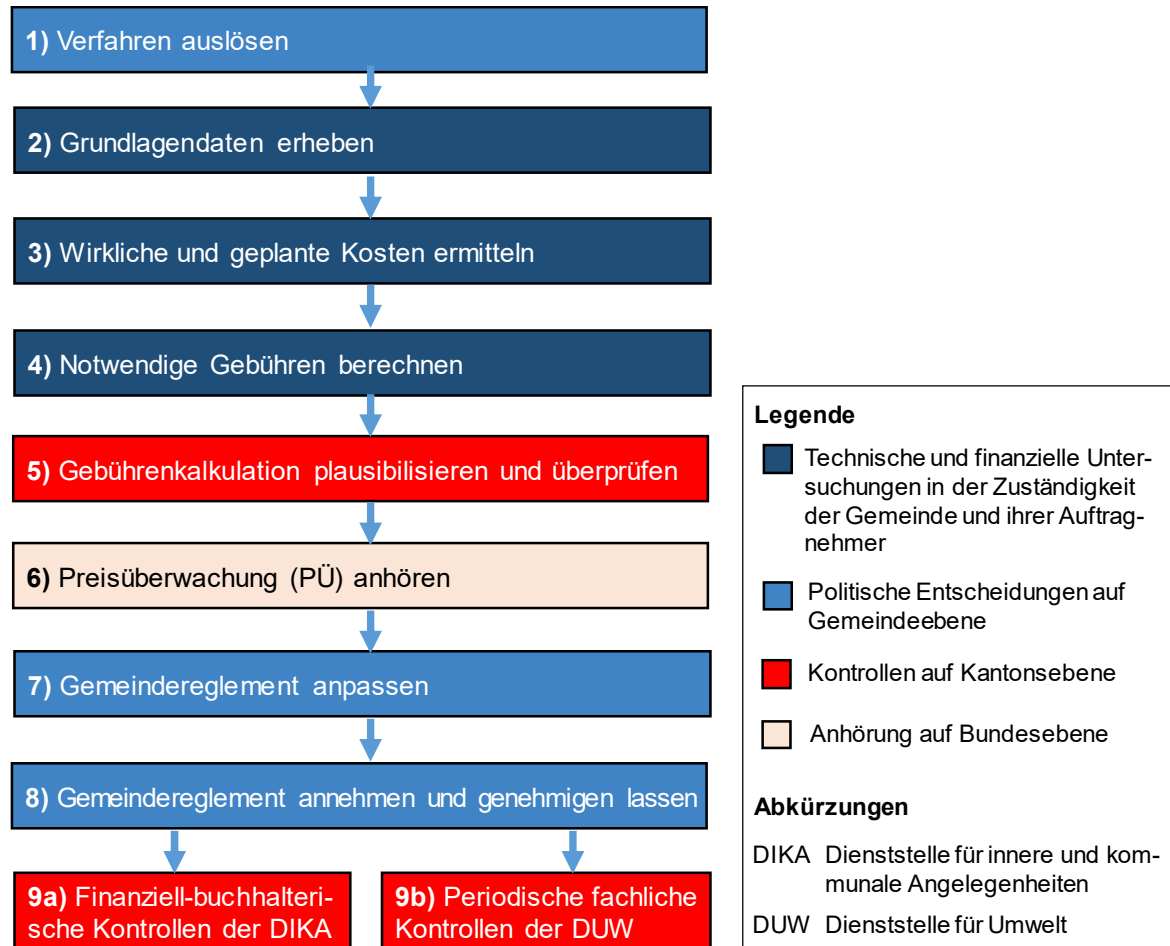 1) Verfahren auslösen
2) Grundlagendaten erheben
3) Wirkliche und geplante Kosten ermitteln
4) Notwendige Gebühren berechnen
5) Gebührenkalkulation plausibilisieren und überprüfen
6) Preisüberwachung (PÜ) anhören
7) Gemeindereglement anpassen
8) Gemeindereglement annehmen und genehmigen lassen
9a) Finanziell-buchhalteri-
sche Kontrollen der DIKA
9b) Periodische fachliche
Kontrollen der DUW
Legende
Technische und finanzielle Unter-
suchungen in der Zuständigkeit
der Gemeinde und ihrer Auftrag-
nehmer
Politische Entscheidungen auf
Gemeindeebene
Kontrollen auf Kantonsebene
Anhörung auf Bundesebene
Abkürzungen
DIKA Dienststelle für innere und kom-
munale Angelegenheiten
DUW Dienststelle für Umwelt